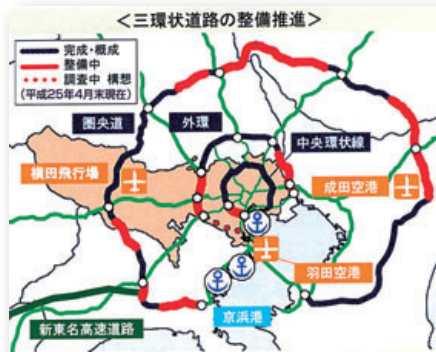 ＜三環状道路の整備推進＞
完成・概成
整備中
調査中 構想
（平成25年4月末現在）
圏央道
外環
中央環状線
横田飛行場
成田空港
羽田空港
新東名高速道路
京浜港